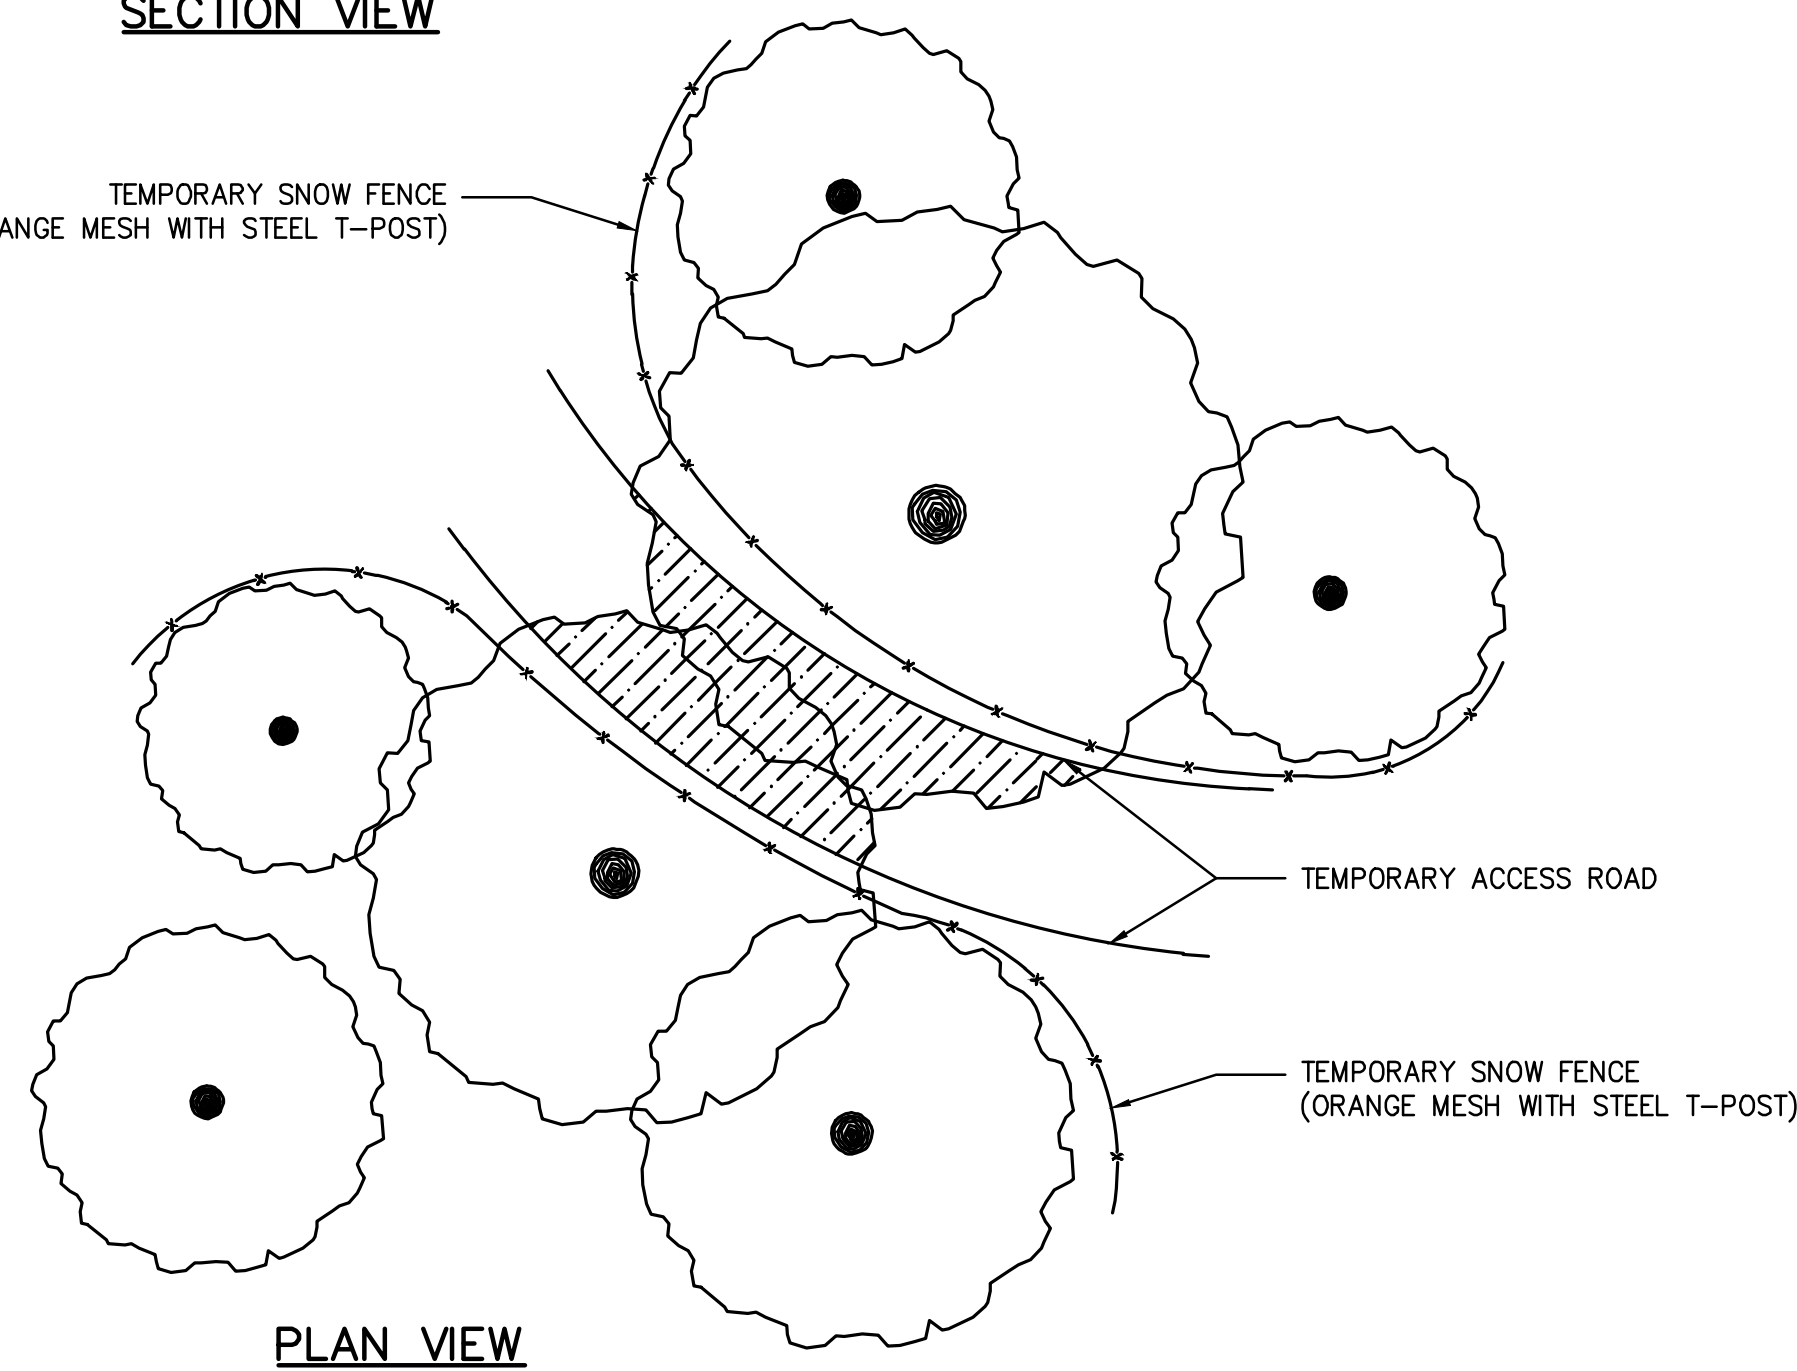 SECTION VIEW
TEMPORARY SNOW FENCE
MESH WITH STEEL T-POST)
TEMPORARY ACCESS ROAD
TEMPORARY SNOW FENCE
(ORANGE MESH WITH STEEL T-POST)
PLAN VIEW